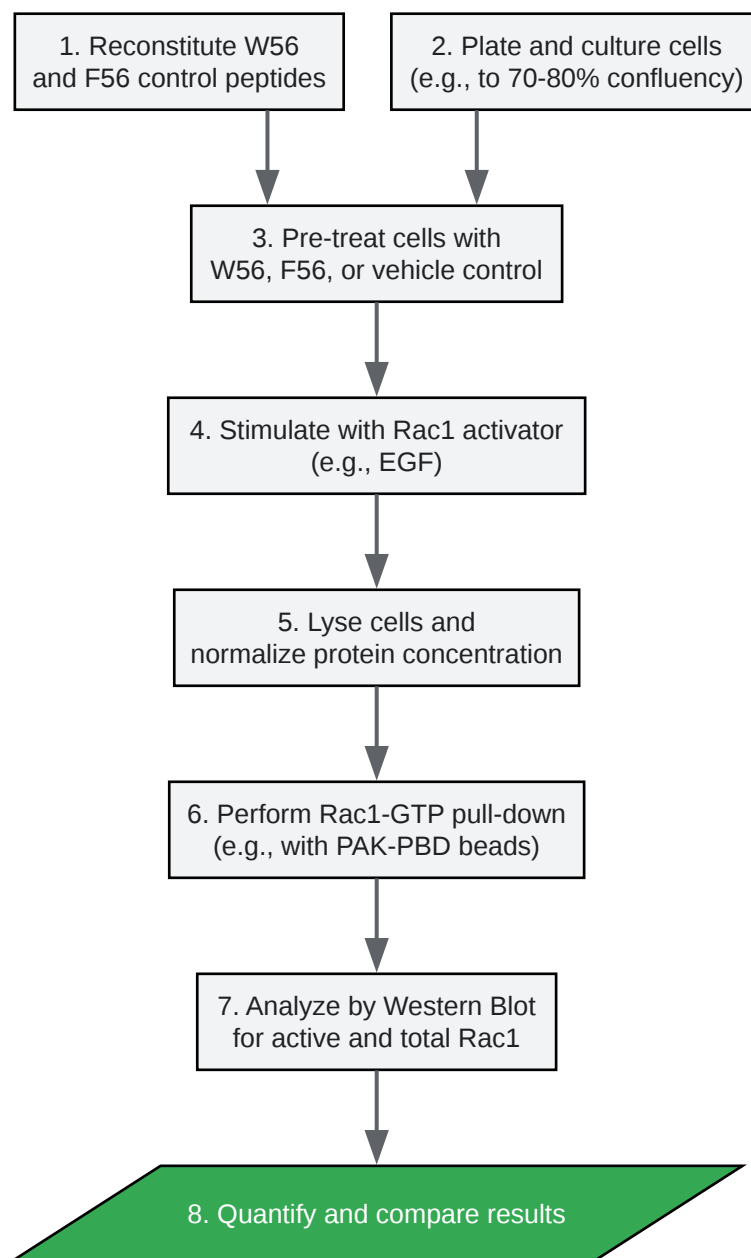 1. Reconstitute W56
and F56 control peptides
2. Plate and culture cells
(e.g., to 70-80% confluency)
3. Pre-treat cells with
W56, F56, or vehicle control
4. Stimulate with Rac1 activator
(e.g., EGF)
5. Lyse cells and
normalize protein concentration
6. Perform Rac1-GTP pull-down
(e.g., with PAK-PBD beads)
7. Analyze by Western Blot
for active and total Rac1
8. Quantify and compare results